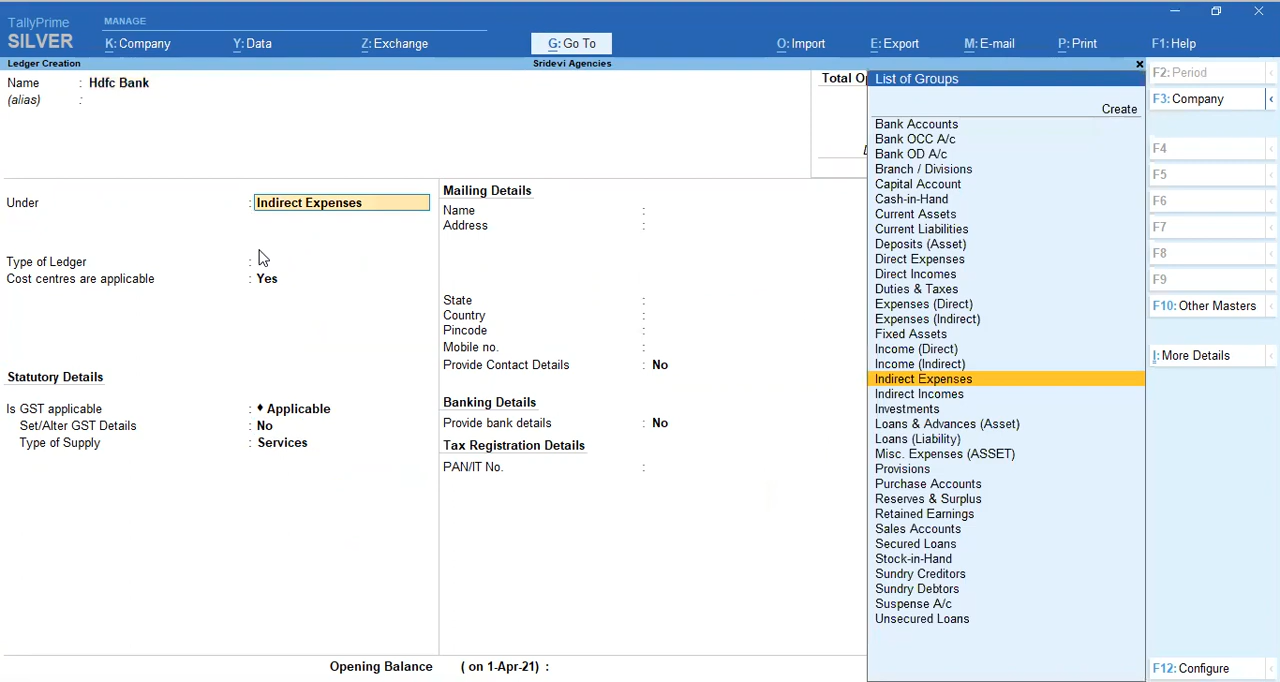 TallyPrime
MANAGE
SILVER
K: Company
Y: Data
Z: Exchange
G: Go To
O: Import
E: Export
M: E-mail
P: Print
F1: Help
Ledger Creation
Sridevi Agencies
Name : Hdfc Bank
(alias) :
Total Op
Under : Indirect Expenses
Type of Ledger :
Cost centres are applicable : Yes
Statutory Details
Is GST applicable : ♦ Applicable
Set/Alter GST Details : No
Type of Supply : Services
Mailing Details
Name :
Address :
State :
Country :
Pincode :
Mobile no. :
Provide Contact Details : No
Banking Details
Provide bank details : No
Tax Registration Details
PAN/IT No. :
Opening Balance ( on 1-Apr-21) :
List of Groups
Create
Bank Accounts
Bank OCC A/c
Bank OD A/c
Branch / Divisions
Capital Account
Cash-in-Hand
Current Assets
Current Liabilities
Deposits (Asset)
Direct Expenses
Direct Incomes
Duties & Taxes
Expenses (Direct)
Expenses (Indirect)
Fixed Assets
Income (Direct)
Income (Indirect)
Indirect Expenses
Indirect Incomes
Investments
Loans & Advances (Asset)
Loans (Liability)
Misc. Expenses (ASSET)
Provisions
Purchase Accounts
Reserves & Surplus
Retained Earnings
Sales Accounts
Secured Loans
Stock-in-Hand
Sundry Creditors
Sundry Debtors
Suspense A/c
Unsecured Loans
F2: Period
F3: Company
F4
F5
F6
F7
F8
F9
F10: Other Masters
I: More Details
F12: Configure